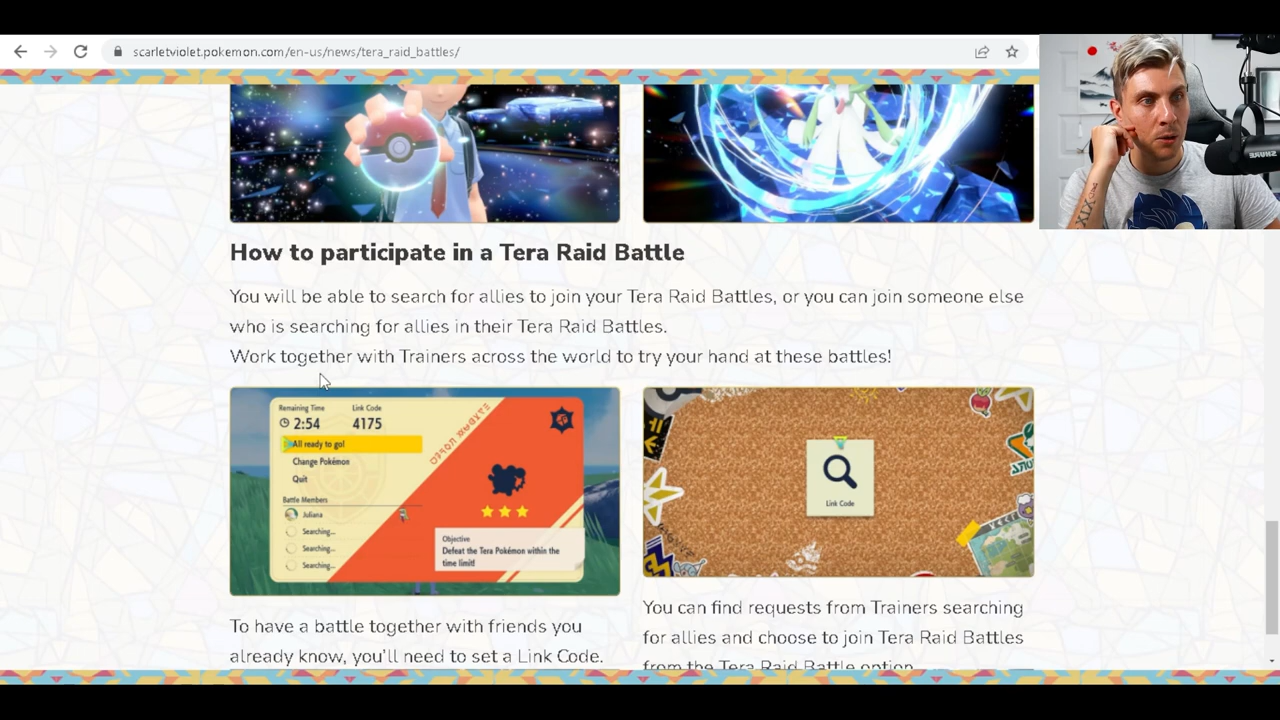 scarletviolet.pokemon.com/en-us/news/tera_raid_battles/
How to participate in a Tera Raid Battle
You will be able to search for allies to join your Tera Raid Battles, or you can join someone else
who is searching for allies in their Tera Raid Battles.
Work together with Trainers across the world to try your hand at these battles!
Remaining Time Link Code
2:54 4175
All ready to go!
Change Pokémon
Quit
Battle Members
Juliana
Searching...
Searching...
Searching...
Objective
Defeat the Tera Pokémon within the
time limit!
Link Code
To have a battle together with friends you
already know, you'll need to set a Link Code.
You can find requests from Trainers searching
for allies and choose to join Tera Raid Battles
from the Tera Raid Battle option
SHURE
XIX